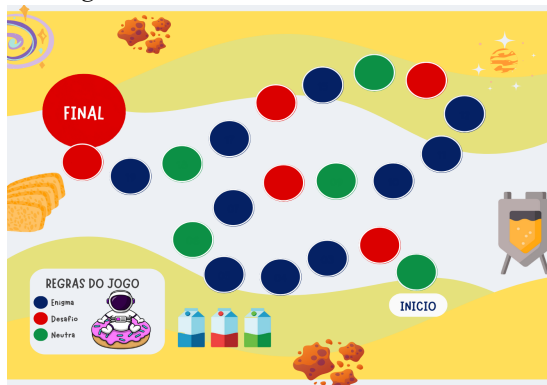 FINAL
REGRAS DO JOGO
Enigma
Desafio
Neutra
INICIO